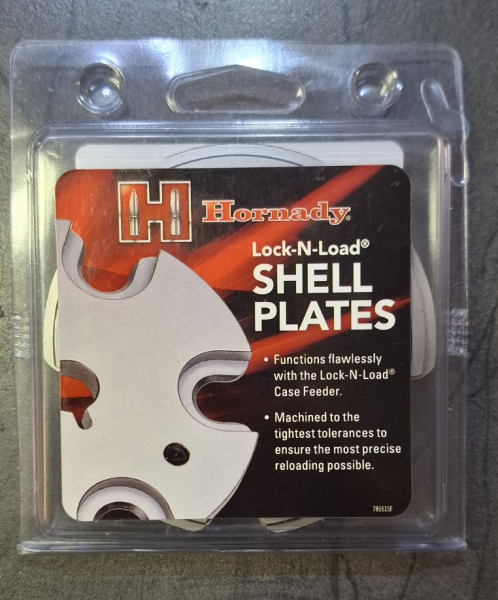 H Hornady®
Lock-N-Load®
SHELL
PLATES
• Functions flawlessly
with the Lock-N-Load®
Case Feeder.
• Machined to the
tightest tolerances to
ensure the most precise
reloading possible.